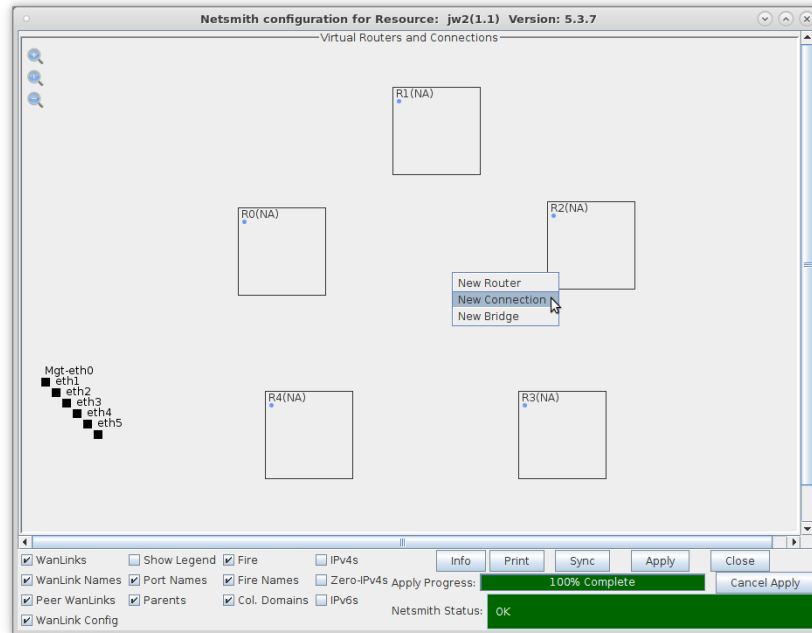 Netsmith configuration for Resource: jw2(1.1) Version: 5.3.7
Virtual Routers and Connections
R1(NA)
R0(NA)
R2(NA)
New Router
New Connection
New Bridge
Mgt-eth0
eth1
eth2
eth3
eth4
eth5
R4(NA)
R3(NA)
WanLinks Show Legend Fire IPv4s Info Print Sync Apply Close
WanLink Names Port Names Fire Names Zero-IPv4s Apply Progress: 100% Complete Cancel Apply
Peer WanLinks Parents Col. Domains IPv6s
Netsmith Status: OK
WanLink Config